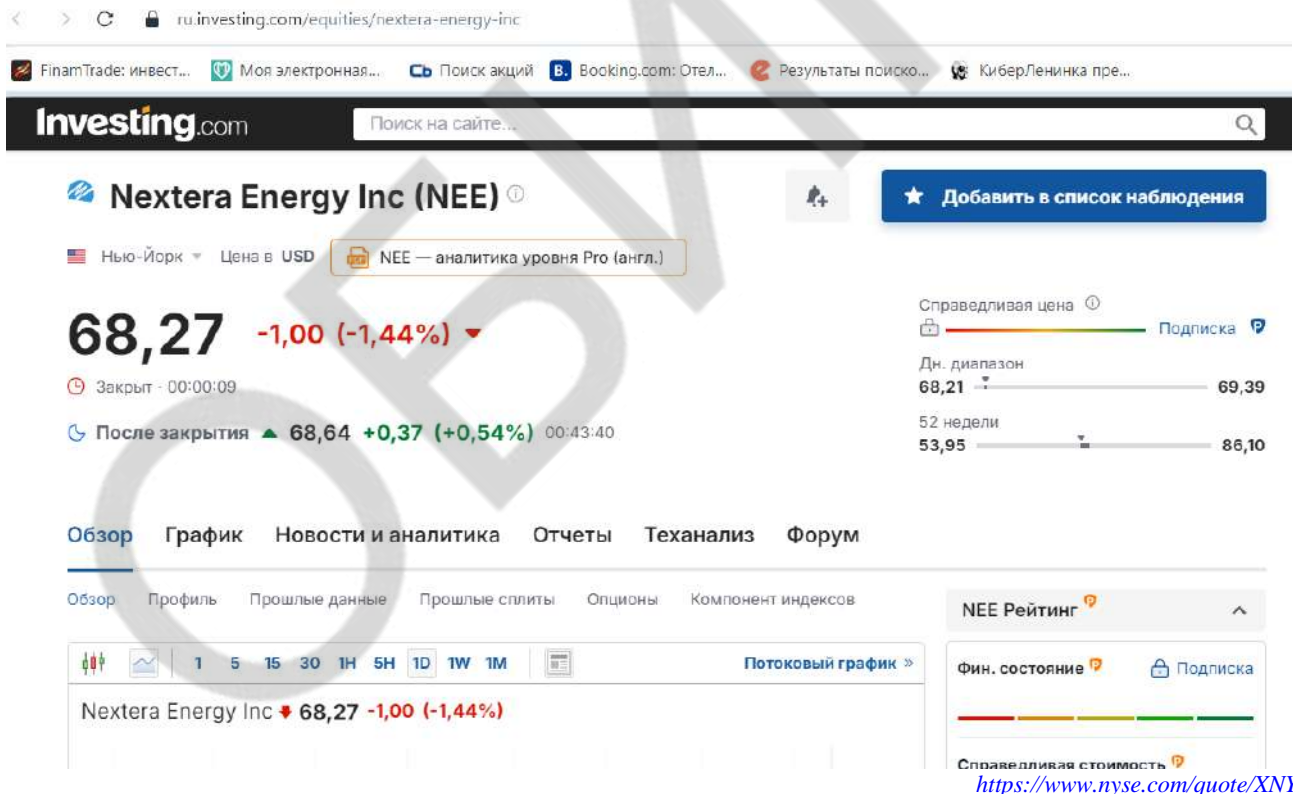 ru.investing.com/equities/nextera-energy-inc
FinamTrade: инвест... Моя электронная... Cb Поиск акций B. Booking.com: Отел... Результаты поиско... КиберЛенинка пре...
Investing.com Поиск на сайте...
Nextera Energy Inc (NEE) Добавить в список наблюдения
Нью-Йорк Цена в USD NEE — аналитика уровня Pro (англ.)
68,27 -1,00 (-1,44%)
Справедливая цена
Подписка
Закрыт · 00:00:09
Дн. диапазон
68,21 69,39
После закрытия 68,64 +0,37 (+0,54%) 00:43:40
52 недели
53,95 86,10
Обзор График Новости и аналитика Отчеты Теханализ Форум
Обзор Профиль Прошлые данные Прошлые сплиты Опционы Компонент индексов
NEE Рейтинг
1 5 15 30 1H 5H 1D 1W 1M Потоковый график »
Фин. состояние Подписка
Nextera Energy Inc 68,27 -1,00 (-1,44%)
Справедливая стоимость
https://www.nyse.com/quote/XNY
ОБИ